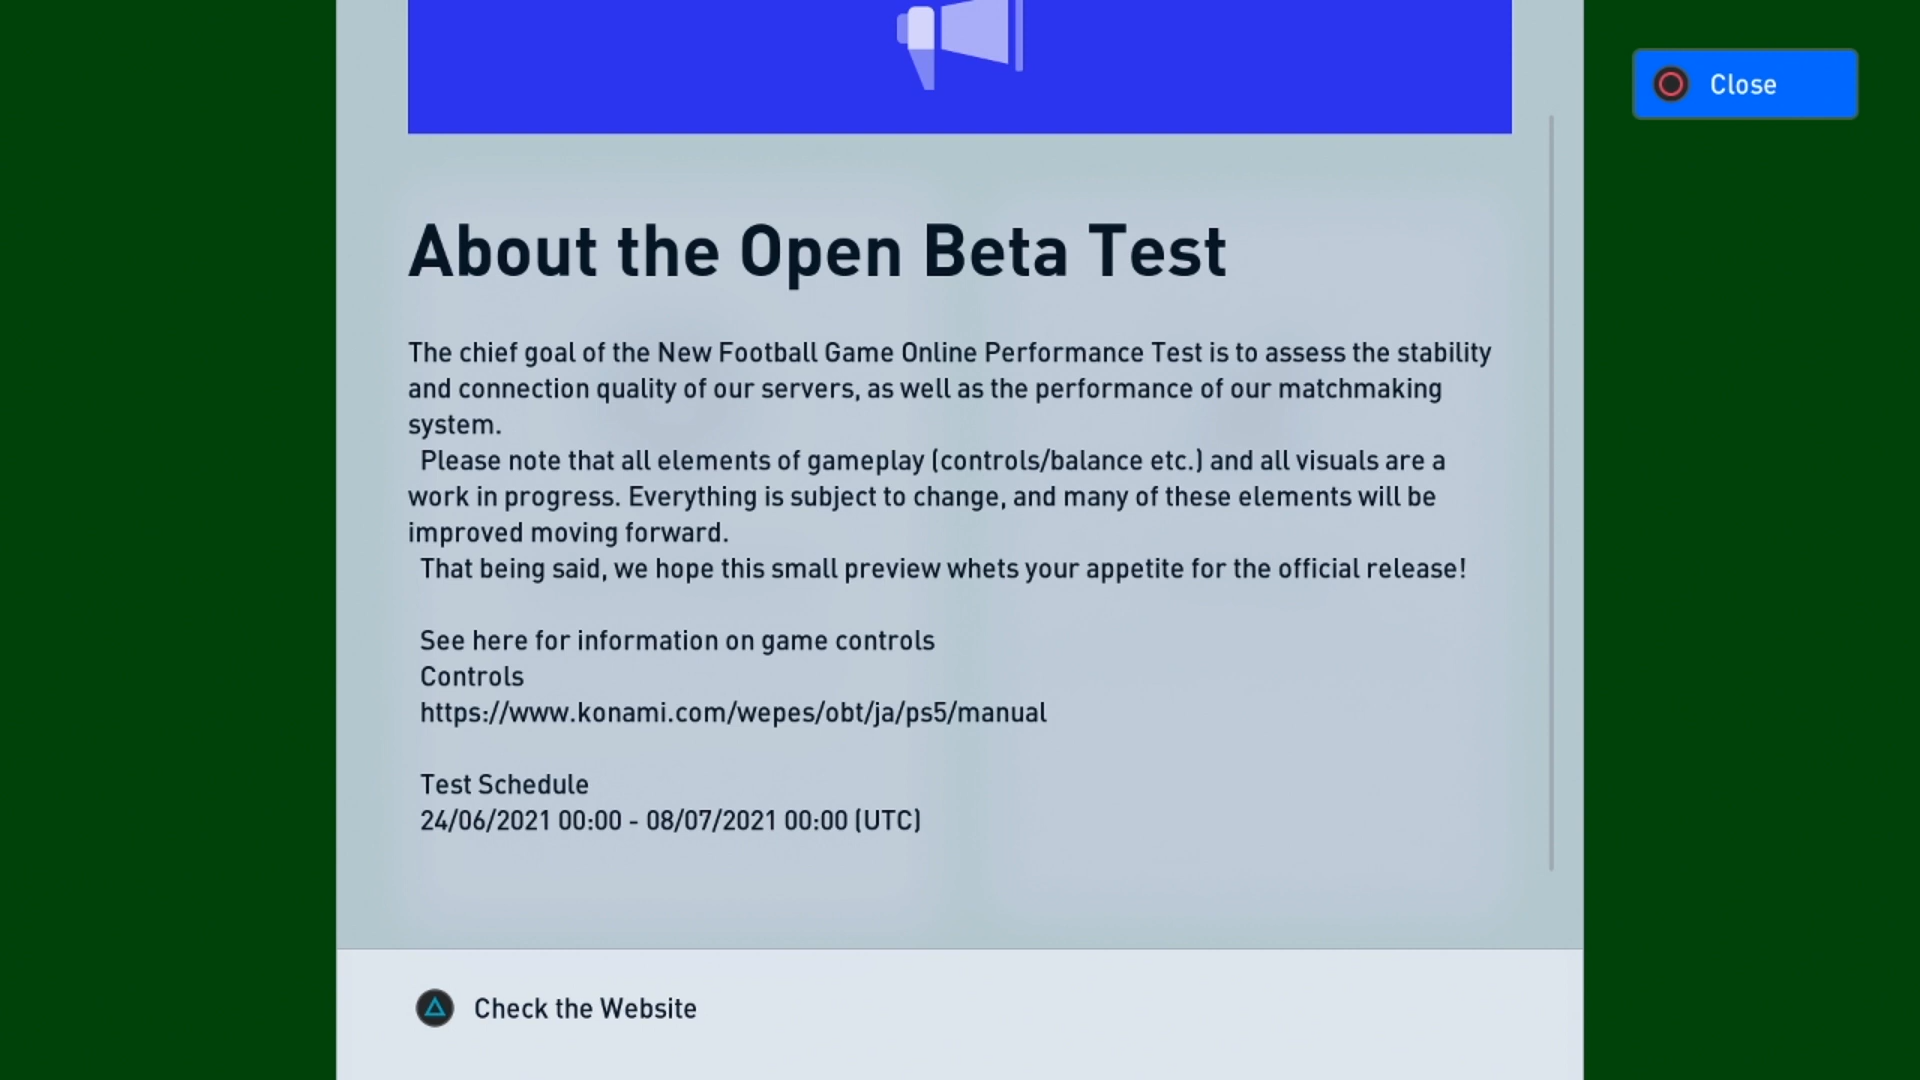 Close
About the Open Beta Test
The chief goal of the New Football Game Online Performance Test is to assess the stability
and connection quality of our servers, as well as the performance of our matchmaking
system.
Please note that all elements of gameplay (controls/balance etc.) and all visuals are a
work in progress. Everything is subject to change, and many of these elements will be
improved moving forward.
That being said, we hope this small preview whets your appetite for the official release!
See here for information on game controls
Controls
https://www.konami.com/wepes/obt/ja/ps5/manual
Test Schedule
24/06/2021 00:00 - 08/07/2021 00:00 (UTC)
Check the Website